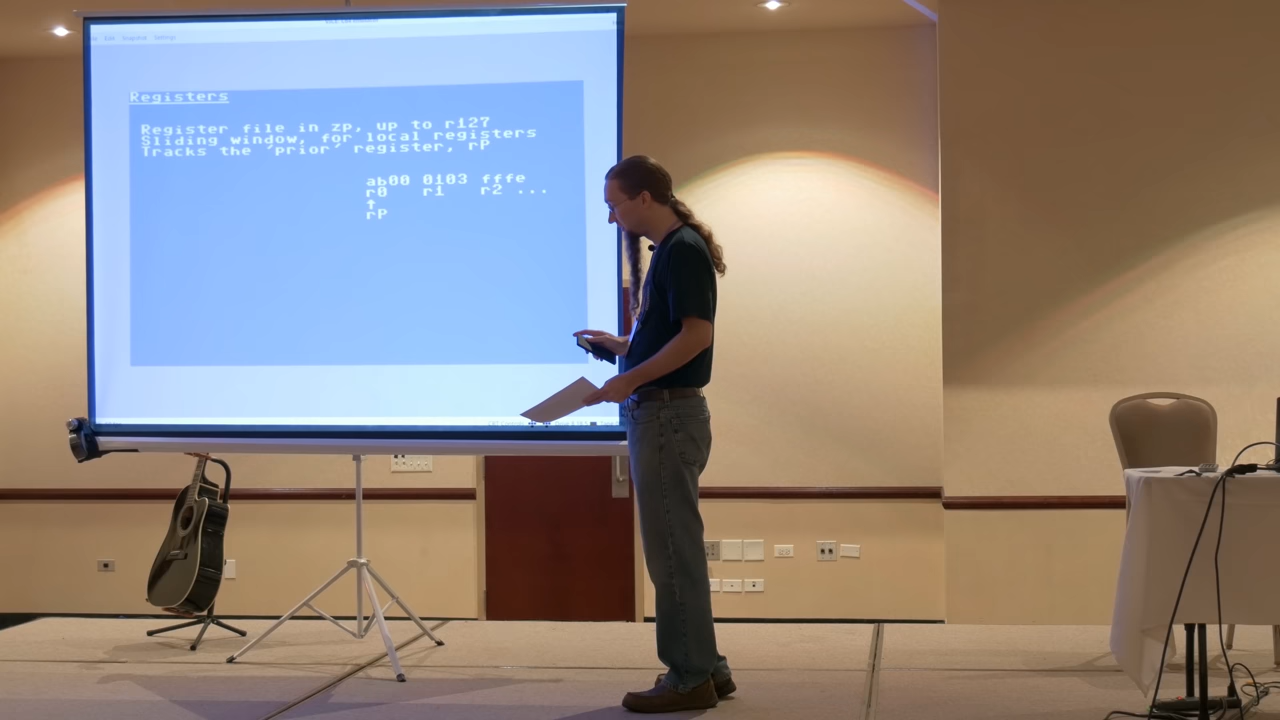 Registers
Register file in zp, up to r127
Sliding window, for local registers
Tracks the 'prior' register, rP
ab00 0103 fffe
r0 r1 r2 ...
↑
rP